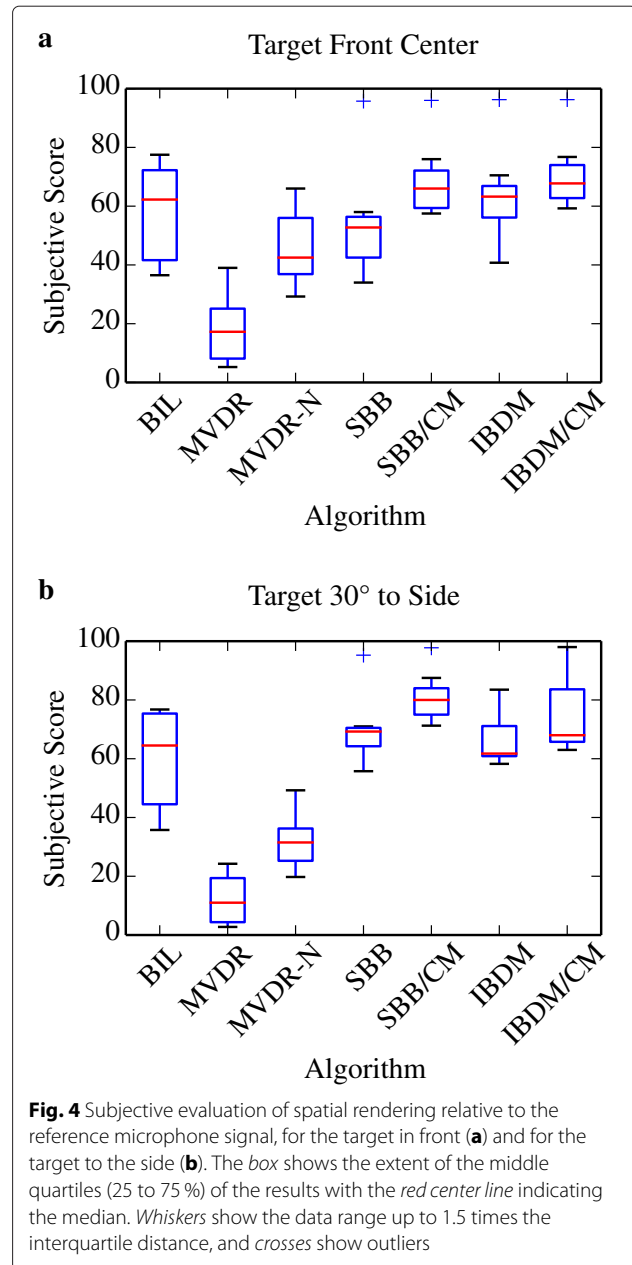 a
Target Front Center
100
80
60
40
20
0
Subjective Score
BIL
MVDR
MVDR-N
SBB
SBB/CM
IBDM
IBDM/CM
Algorithm
b
Target 30° to Side
100
80
60
40
20
0
Subjective Score
BIL
MVDR
MVDR-N
SBB
SBB/CM
IBDM
IBDM/CM
Algorithm
Fig. 4 Subjective evaluation of spatial rendering relative to the
reference microphone signal, for the target in front (a) and for the
target to the side (b). The box shows the extent of the middle
quartiles (25 to 75 %) of the results with the red center line indicating
the median. Whiskers show the data range up to 1.5 times the
interquartile distance, and crosses show outliers